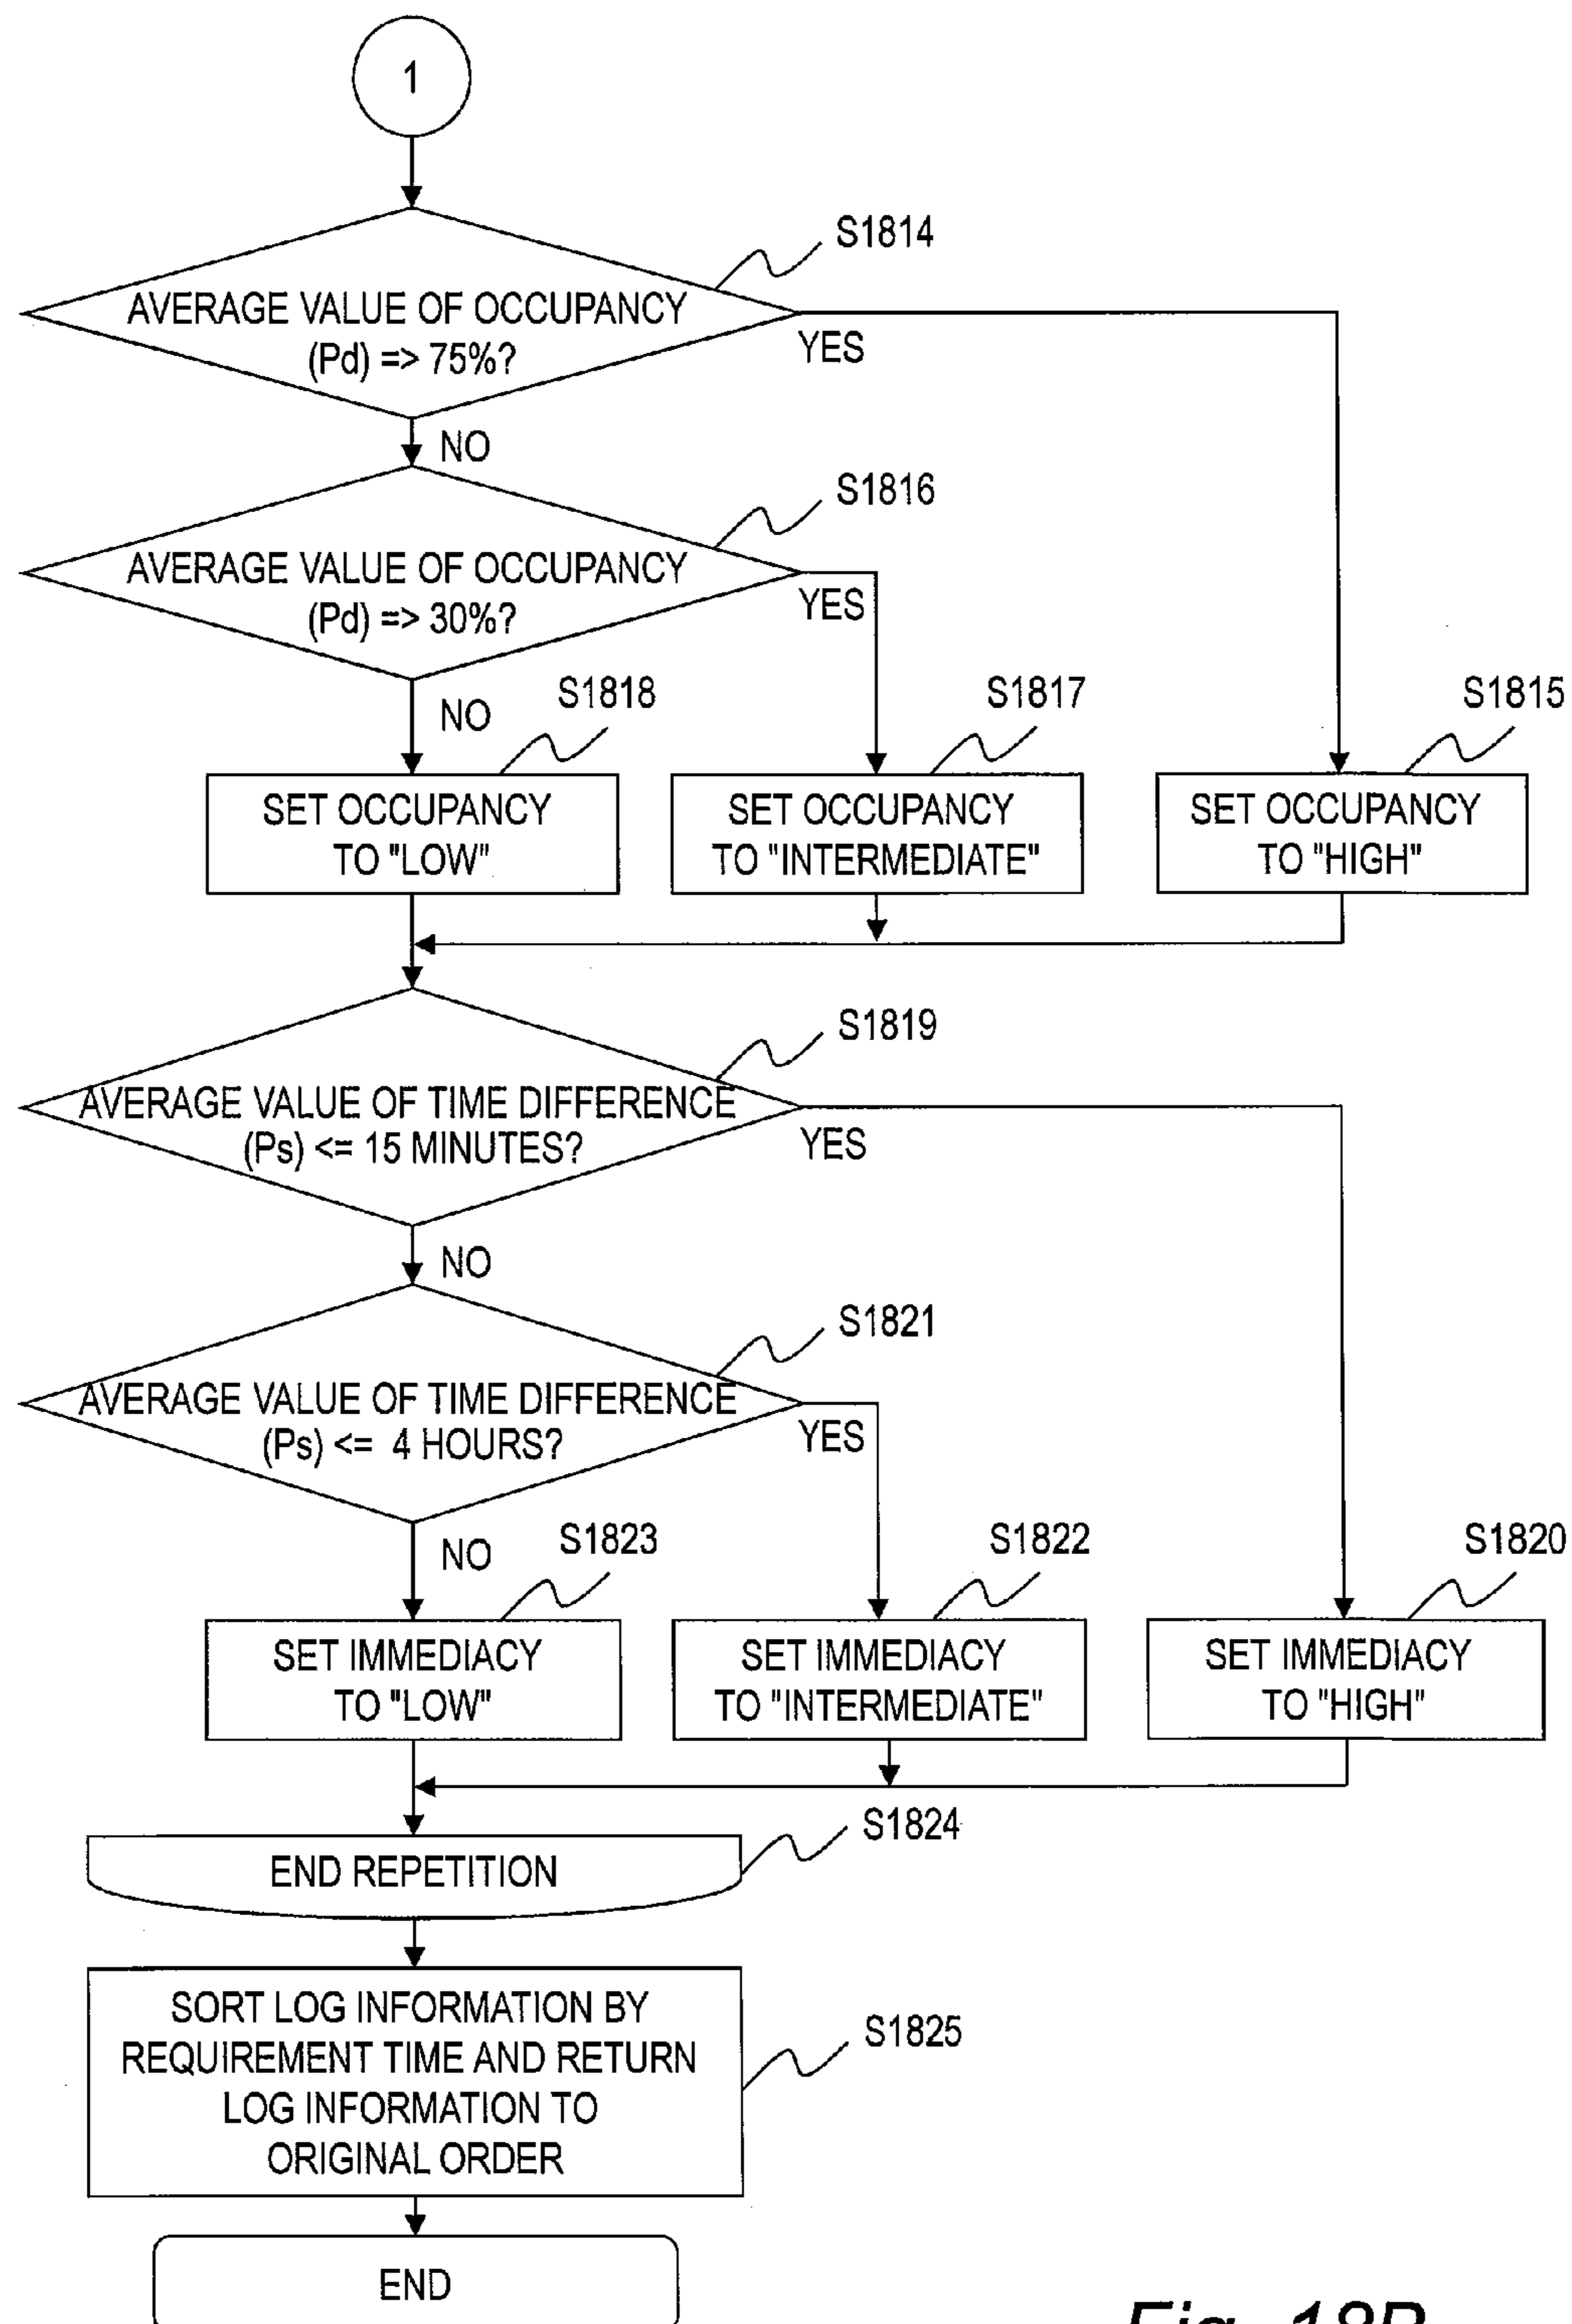 1
S1814
AVERAGE VALUE OF OCCUPANCY
(Pd) => 75%?
YES
NO
S1816
AVERAGE VALUE OF OCCUPANCY
(Pd) => 30%?
YES
NO
S1818
S1817
S1815
SET OCCUPANCY
TO "LOW"
SET OCCUPANCY
TO "INTERMEDIATE"
SET OCCUPANCY
TO "HIGH"
S1819
AVERAGE VALUE OF TIME DIFFERENCE
(Ps) <= 15 MINUTES?
YES
NO
S1821
AVERAGE VALUE OF TIME DIFFERENCE
(Ps) <= 4 HOURS?
YES
NO
S1823
S1822
S1820
SET IMMEDIACY
TO "LOW"
SET IMMEDIACY
TO "INTERMEDIATE"
SET IMMEDIACY
TO "HIGH"
S1824
END REPETITION
SORT LOG INFORMATION BY
REQUIREMENT TIME AND RETURN
LOG INFORMATION TO
ORIGINAL ORDER
S1825
END
Fig. 18B